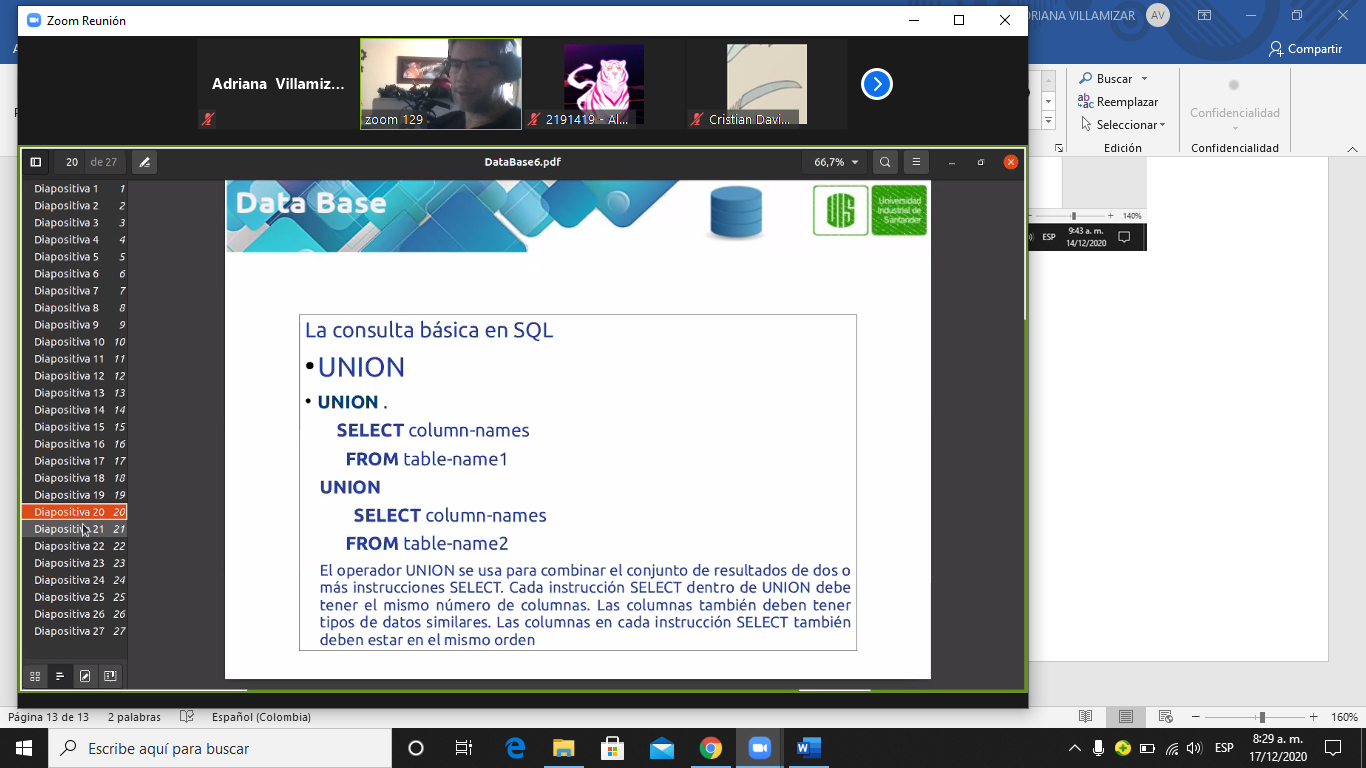 Zoom Reunión
DRIANA VILLAMIZAR
AV
Compartir
Adriana Villamiz...
zoom 129
2191419 - Al...
Cristian Davi...
Buscar
Reemplazar
Seleccionar
Edición
Confidencialidad
Confidencialidad
20 de 27
DataBase6.pdf
66,7%
Diapositiva 1 1
Diapositiva 2 2
Diapositiva 3 3
Diapositiva 4 4
Diapositiva 5 5
Diapositiva 6 6
Diapositiva 7 7
Diapositiva 8 8
Diapositiva 9 9
Diapositiva 10 10
Diapositiva 11 11
Diapositiva 12 12
Diapositiva 13 13
Diapositiva 14 14
Diapositiva 15 15
Diapositiva 16 16
Diapositiva 17 17
Diapositiva 18 18
Diapositiva 19 19
Diapositiva 20 20
Diapositiva 21 21
Diapositiva 22 22
Diapositiva 23 23
Diapositiva 24 24
Diapositiva 25 25
Diapositiva 26 26
Diapositiva 27 27
Data Base
UIS
Universidad
Industrial de
Santander
La consulta básica en SQL
• UNION
• UNION .
SELECT column-names
FROM table-name1
UNION
SELECT column-names
FROM table-name2
El operador UNION se usa para combinar el conjunto de resultados de dos o
más instrucciones SELECT. Cada instrucción SELECT dentro de UNION debe
tener el mismo número de columnas. Las columnas también deben tener
tipos de datos similares. Las columnas en cada instrucción SELECT también
deben estar en el mismo orden
140%
ESP
9:43 a. m.
14/12/2020
Página 13 de 13
2 palabras
Español (Colombia)
160%
Escribe aquí para buscar
ESP
8:29 a. m.
17/12/2020